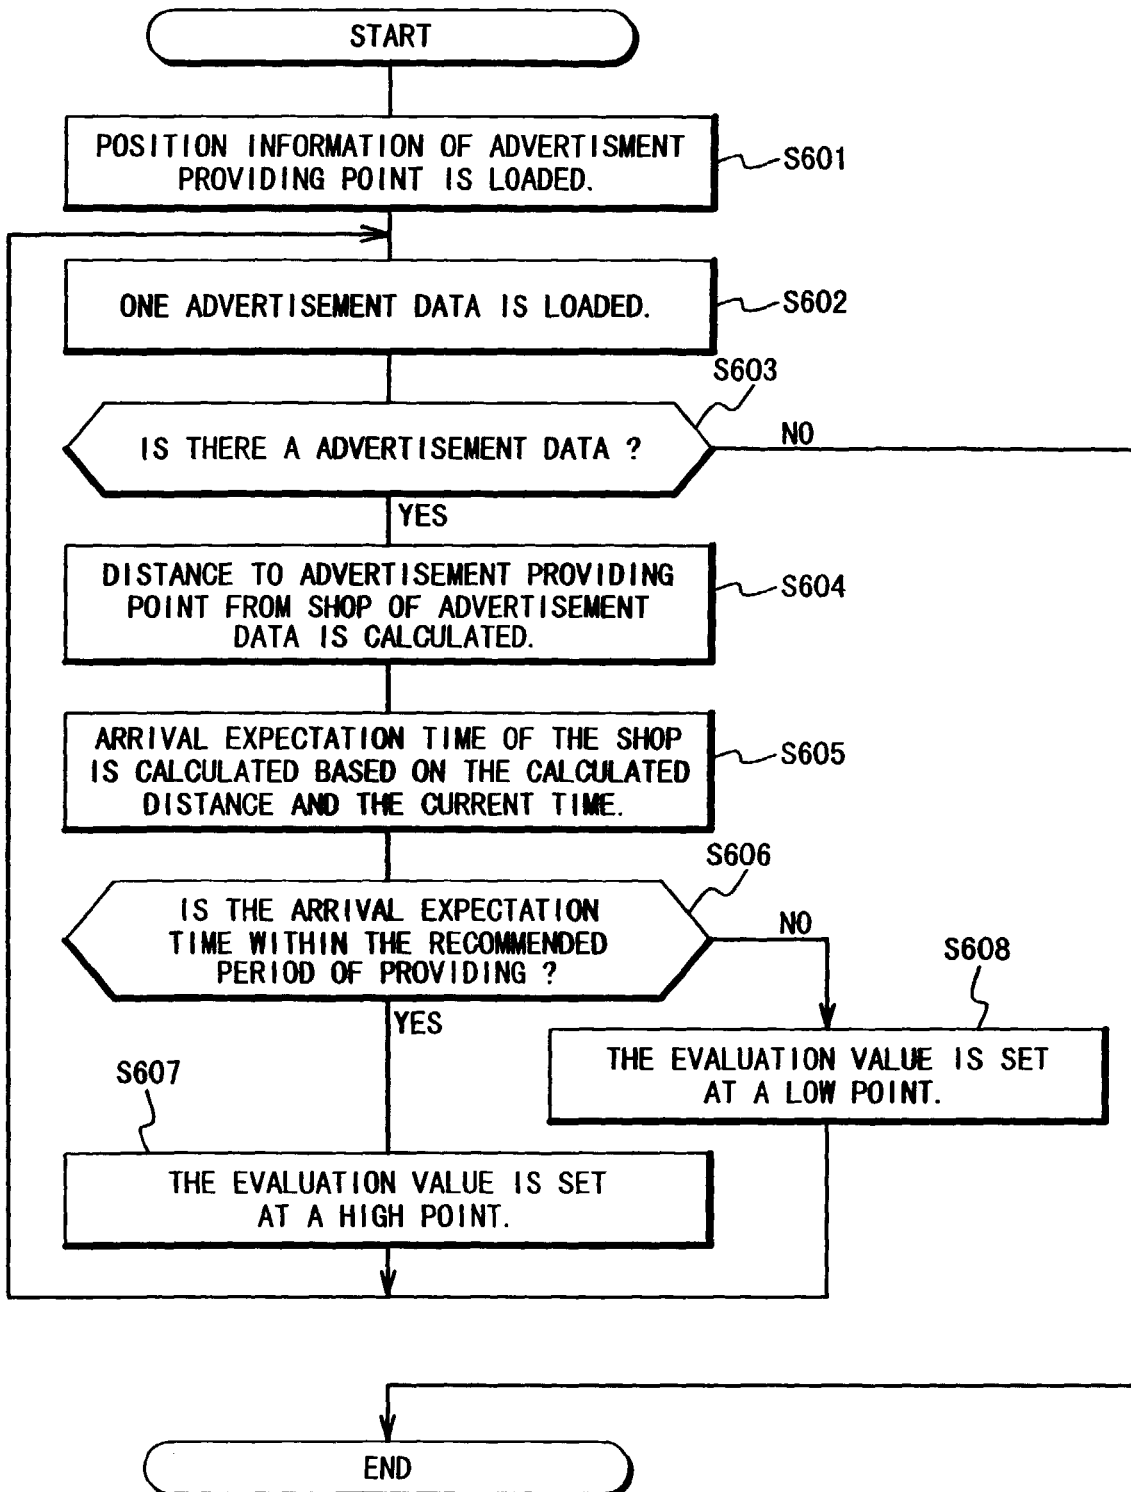 START
POSITION INFORMATION OF ADVERTISMENT
PROVIDING POINT IS LOADED.
S601
ONE ADVERTISEMENT DATA IS LOADED.
S602
S603
IS THERE A ADVERTISEMENT DATA ?
NO
YES
DISTANCE TO ADVERTISEMENT PROVIDING
POINT FROM SHOP OF ADVERTISEMENT
DATA IS CALCULATED.
S604
ARRIVAL EXPECTATION TIME OF THE SHOP
IS CALCULATED BASED ON THE CALCULATED
DISTANCE AND THE CURRENT TIME.
S605
S606
IS THE ARRIVAL EXPECTATION
TIME WITHIN THE RECOMMENDED
PERIOD OF PROVIDING ?
NO
YES
S608
THE EVALUATION VALUE IS SET
AT A LOW POINT.
S607
THE EVALUATION VALUE IS SET
AT A HIGH POINT.
END